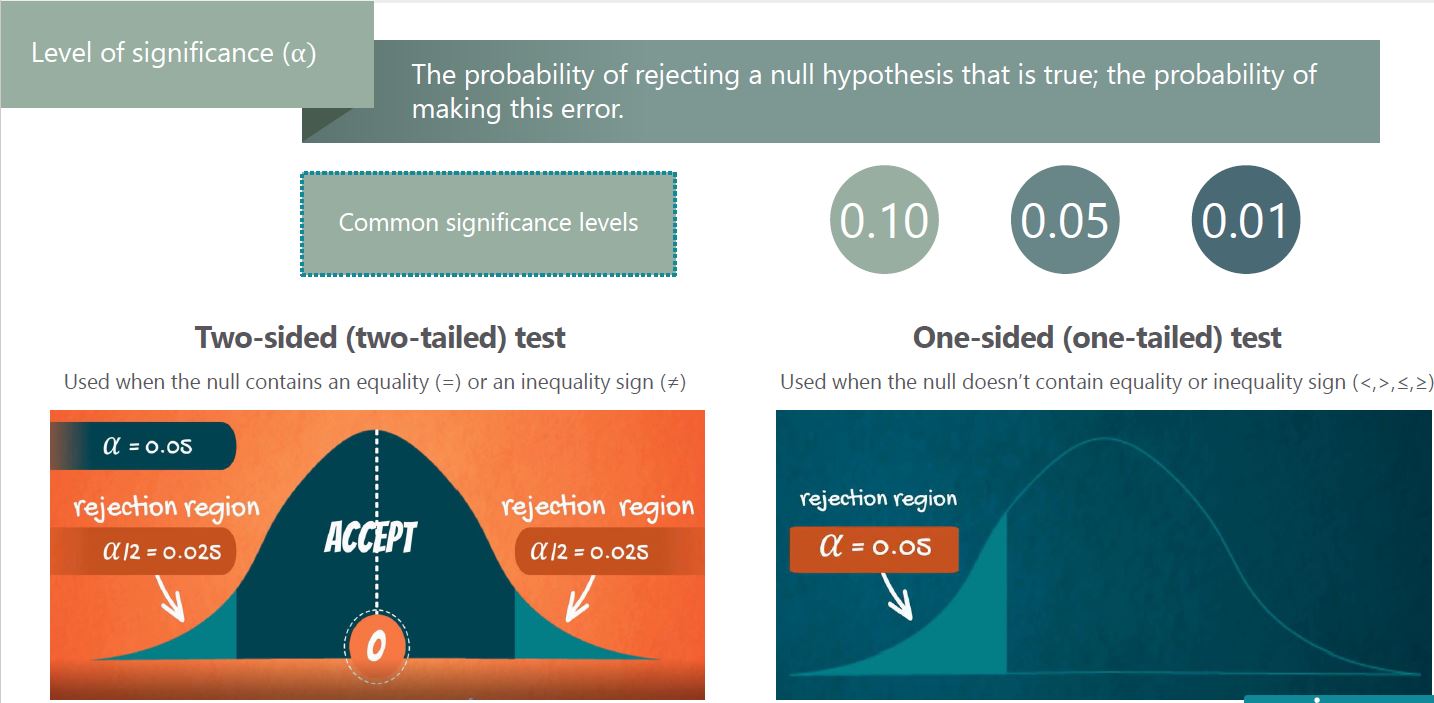 Level of significance (α)
The probability of rejecting a null hypothesis that is true; the probability of
making this error.
Common significance levels
0.10
0.05
0.01
Two-sided (two-tailed) test
Used when the null contains an equality (=) or an inequality sign (≠)
α = 0.05
rejection region
α/2 = 0.025
ACCEPT
rejection region
α/2 = 0.025
0
One-sided (one-tailed) test
Used when the null doesn’t contain equality or inequality sign (<,>,≤,≥)
rejection region
α = 0.05